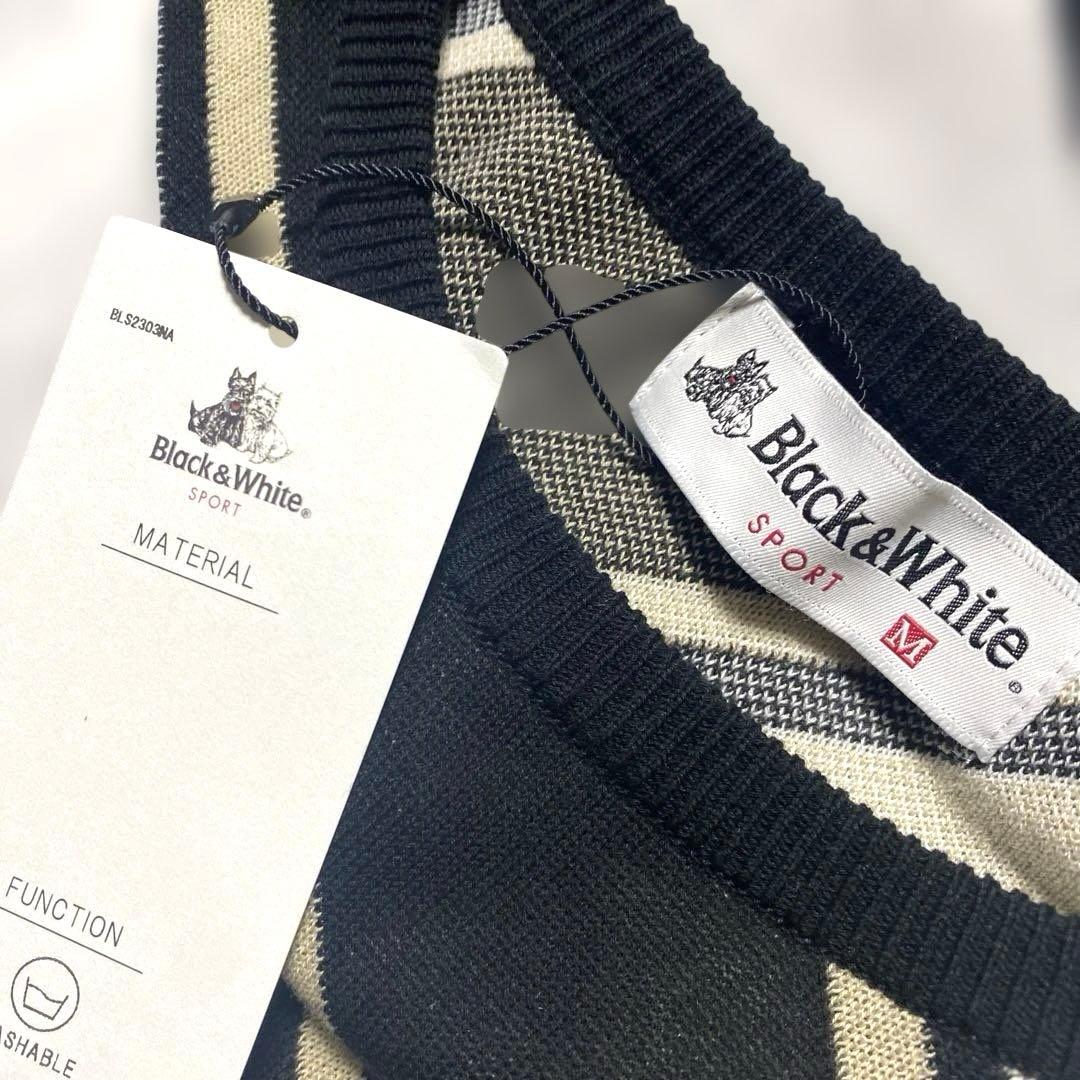 BLS2303NA
Black&White®
SPORT
MATERIAL
FUNCTION
ASHABLE
Black&White®
SPORT
M